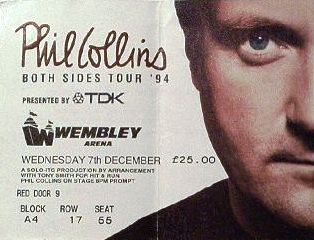 Phil Collins
BOTH SIDES TOUR '94
PRESENTED BY TDK
WEMBLEY
ARENA
WEDNESDAY 7TH DECEMBER £25.00
A SOLO-ITG PRODUCTION BY ARRANGEMENT
WITH TONY SMITH FOR HIT & RUN
PHIL COLLINS ON STAGE 8PM PROMPT
RED DOOR 9
BLOCK ROW SEAT
A4 17 55